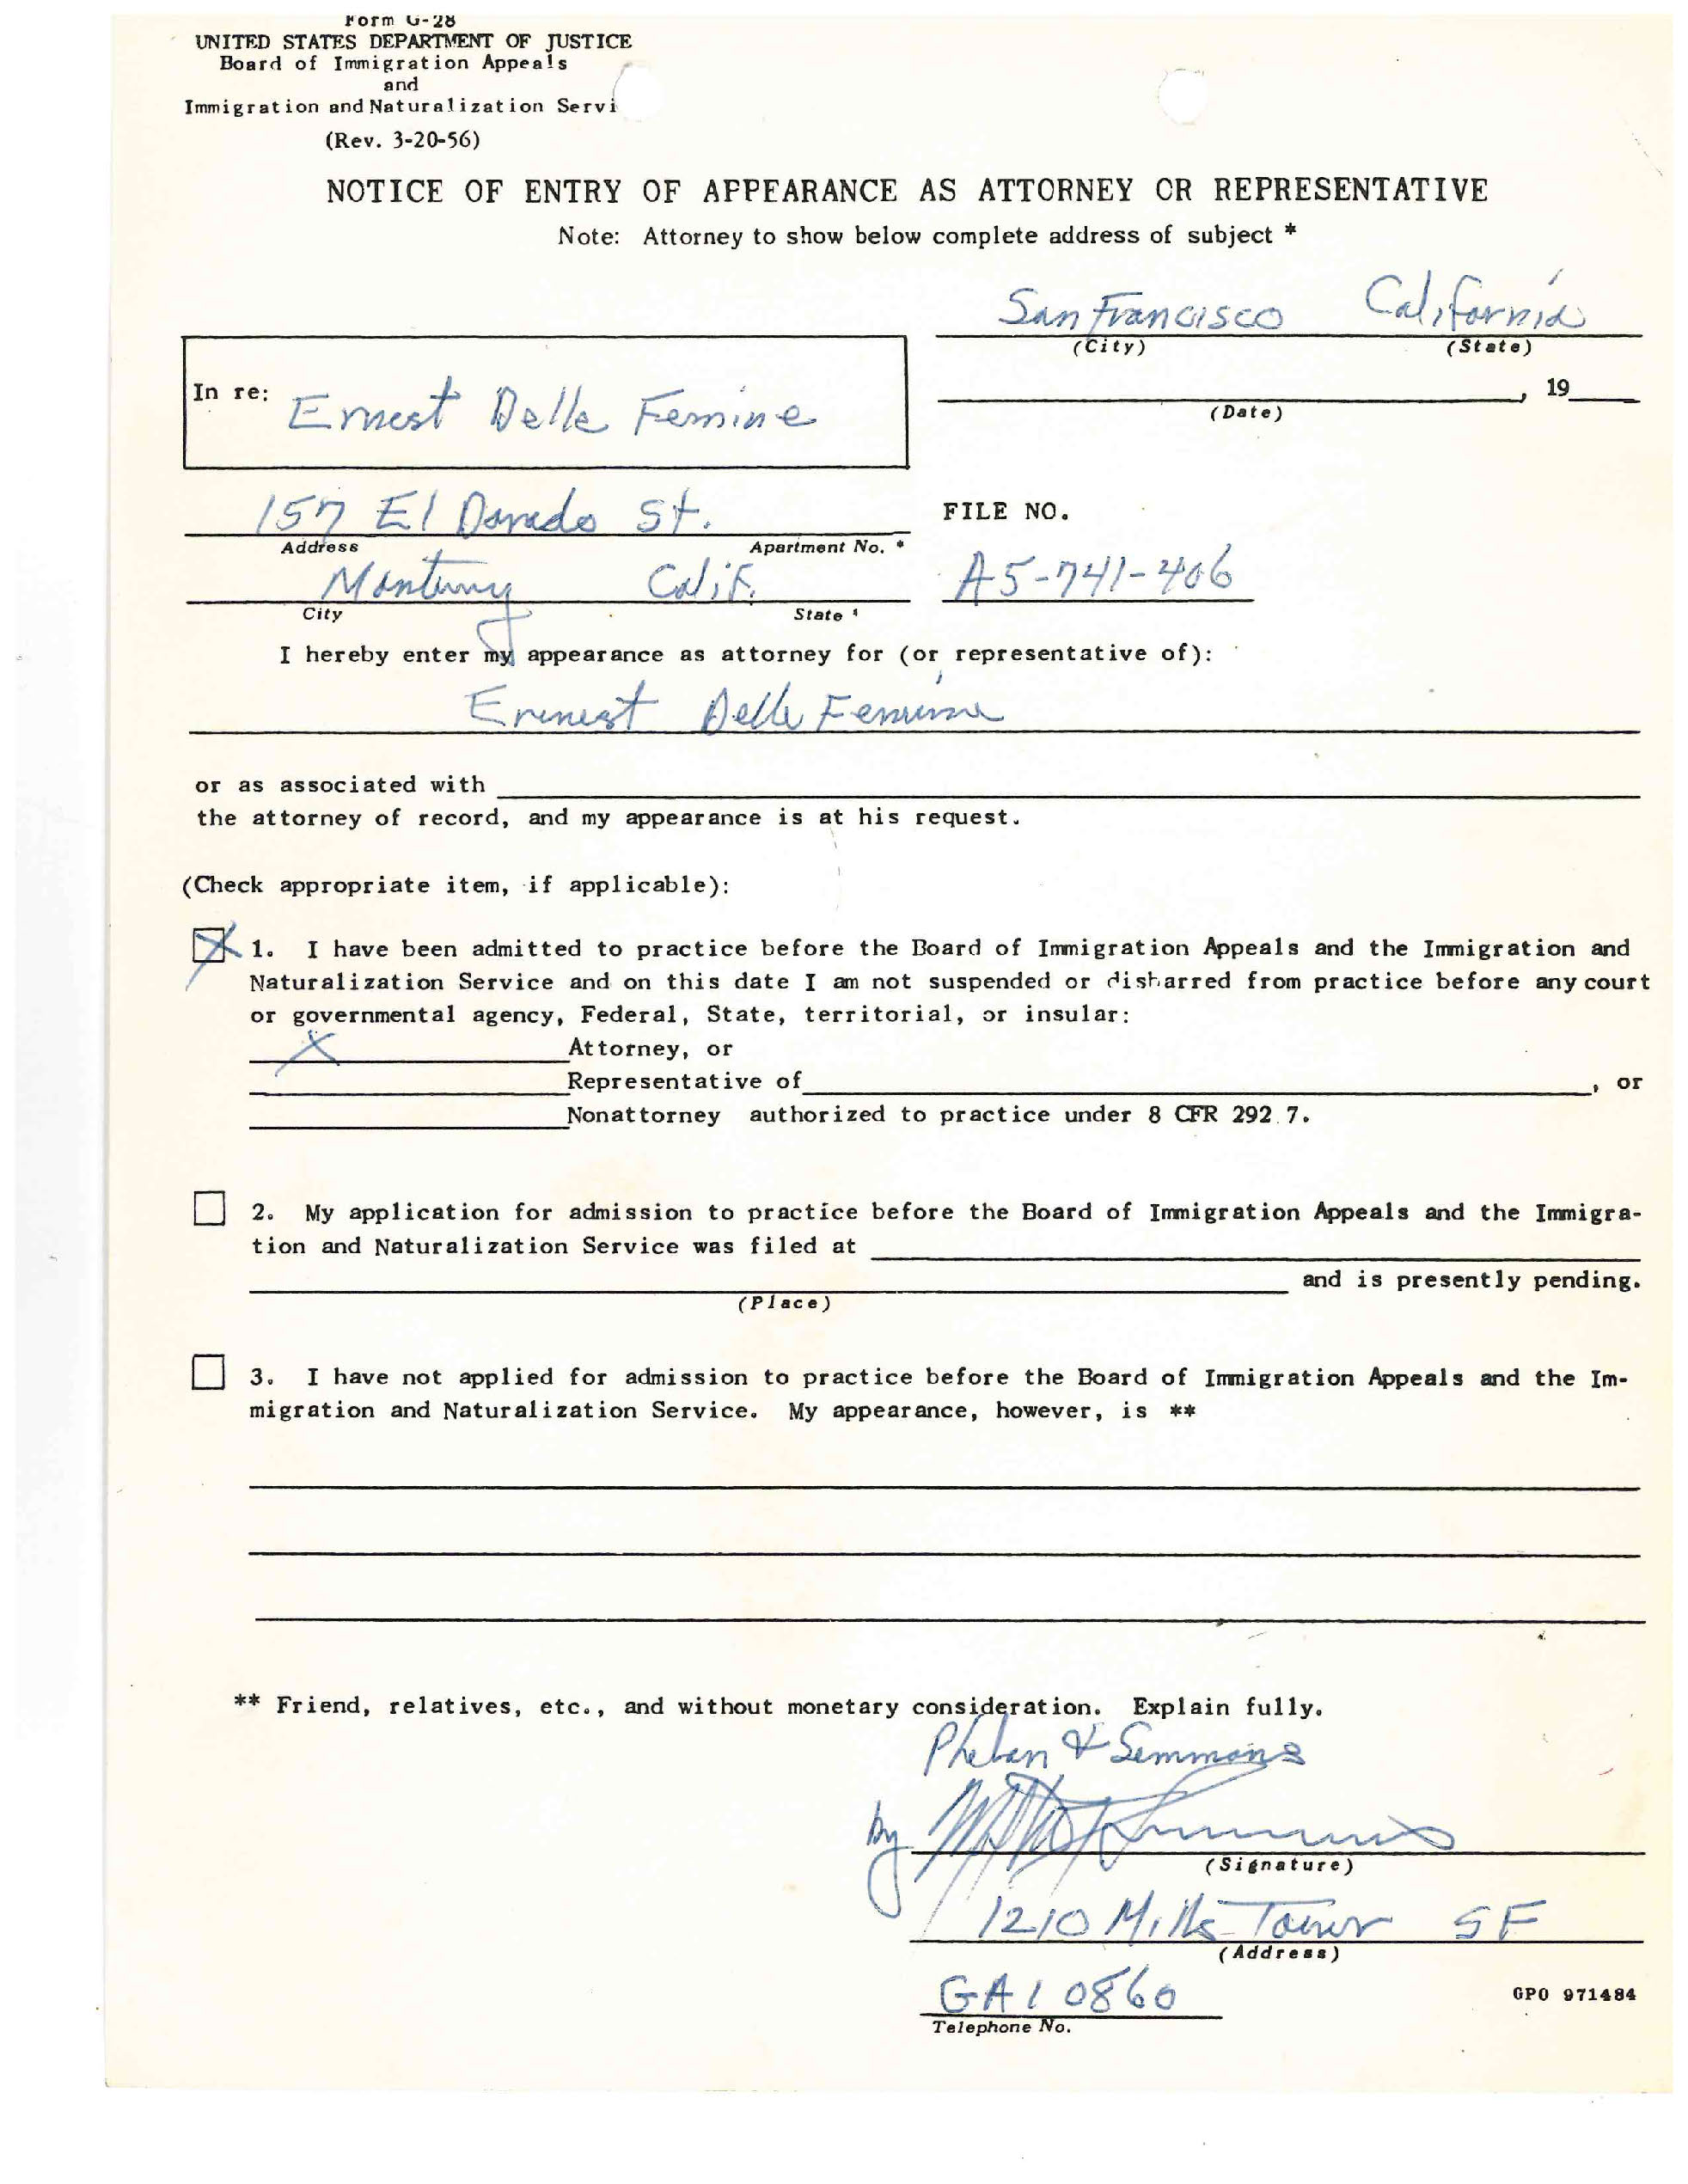 Form G-28
UNITED STATES DEPARTMENT OF JUSTICE
Board of Immigration Appeals
and
Immigration and Naturalization Servi
(Rev. 3-20-56)
NOTICE OF ENTRY OF APPEARANCE AS ATTORNEY OR REPRESENTATIVE
Note: Attorney to show below complete address of subject *
San Francisco California
(City) (State)
In re: Ernest Delle Femine
, 19
(Date)
157 El Dorado St.
Address Apartment No. *
FILE NO.
Monterey Calif.
City State *
A5-741-406
I hereby enter my appearance as attorney for (or representative of):
Ernest Delle Femine
or as associated with
the attorney of record, and my appearance is at his request.
(Check appropriate item, if applicable):
X 1. I have been admitted to practice before the Board of Immigration Appeals and the Immigration and
Naturalization Service and on this date I am not suspended or disbarred from practice before any court
or governmental agency, Federal, State, territorial, or insular:
X Attorney, or
Representative of , or
Nonattorney authorized to practice under 8 CFR 292.7.
2. My application for admission to practice before the Board of Immigration Appeals and the Immigra-
tion and Naturalization Service was filed at
and is presently pending.
(Place)
3. I have not applied for admission to practice before the Board of Immigration Appeals and the Im-
migration and Naturalization Service. My appearance, however, is **
** Friend, relatives, etc., and without monetary consideration. Explain fully.
Phelan & Simmons
by
(Signature)
1210 Mills Tower SF
(Address)
GA1 0860
Telephone No.
GPO 971484